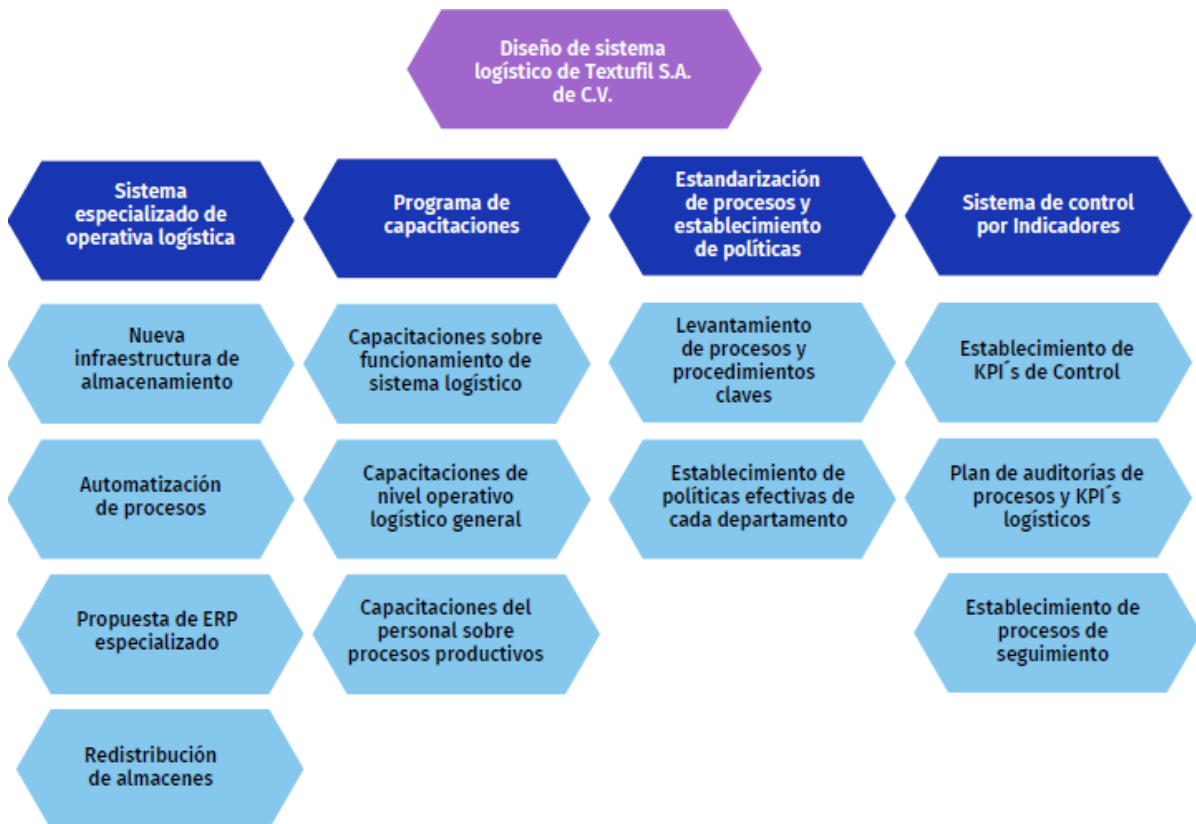 Diseño de sistema
logístico de Textufil S.A.
de C.V.
Sistema
especializado de
operativa logística
Programa de
capacitaciones
Estandarización
de procesos y
establecimiento
de políticas
Sistema de control
por Indicadores
Nueva
infraestructura de
almacenamiento
Capacitaciones sobre
funcionamiento de
sistema logístico
Levantamiento
de procesos y
procedimientos
claves
Establecimiento de
KPI´s de Control
Automatización
de procesos
Capacitaciones de
nivel operativo
logístico general
Establecimiento de
políticas efectivas de
cada departamento
Plan de auditorías de
procesos y KPI´s
logísticos
Propuesta de ERP
especializado
Capacitaciones del
personal sobre
procesos productivos
Establecimiento de
procesos de
seguimiento
Redistribución
de almacenes